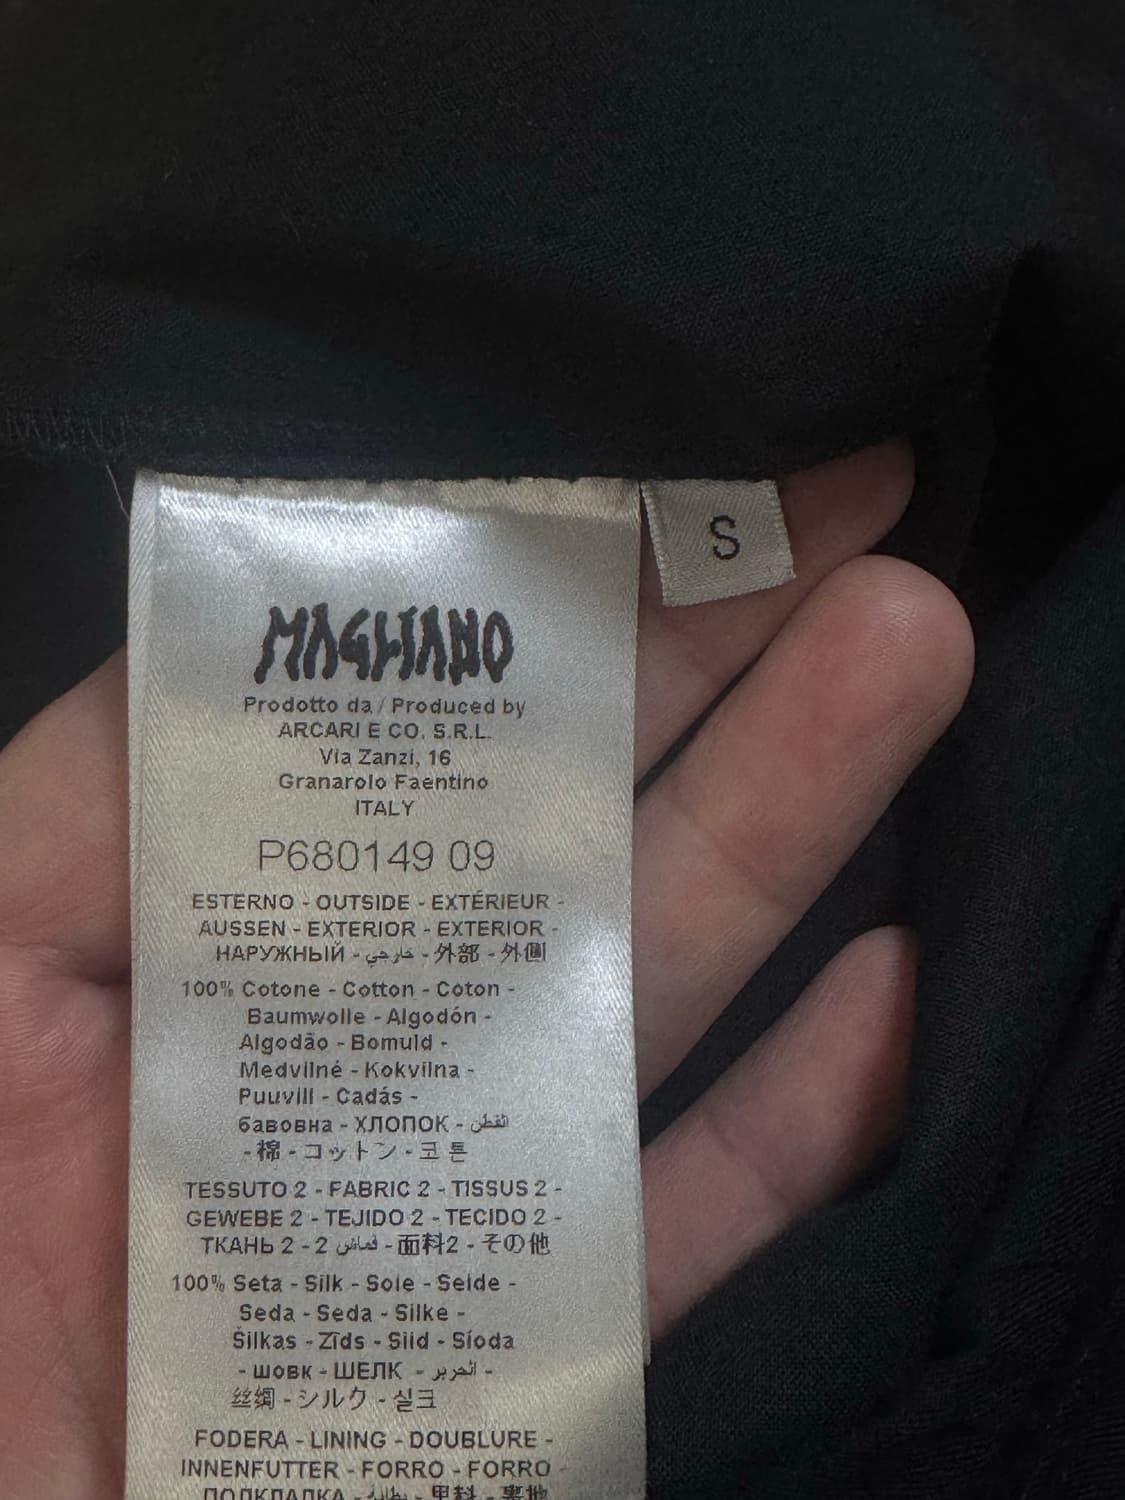 S
MAGLIANO
Prodotto da / Produced by
ARCARI E CO. S.R.L.
Via Zanzi, 16
Granarolo Faentino
ITALY
P680149 09
ESTERNO - OUTSIDE - EXTÉRIEUR -
AUSSEN - EXTERIOR - EXTERIOR -
НАРУЖНЫЙ - خارجي - 外部 - 外側
100% Cotone - Cotton - Coton -
Baumwolle - Algodón -
Algodão - Bomuld -
Medvilné - Kokvilna -
Puuvill - Cadás -
бавовна - ХЛОПОК - القطن
- 棉 - コットン - 코튼
TESSUTO 2 - FABRIC 2 - TISSUS 2 -
GEWEBE 2 - TEJIDO 2 - TECIDO 2 -
ТКАНЬ 2 - 2 قماش - 面料2 - その他
100% Seta - Silk - Soie - Seide -
Seda - Seda - Silke -
Šilkas - Zīds - Siid - Síoda
- шовк - ШЕЛК - الحرير -
丝绸 - シルク - 실크
FODERA - LINING - DOUBLURE -
INNENFUTTER - FORRO - FORRO -
ПОДКЛАДКА -